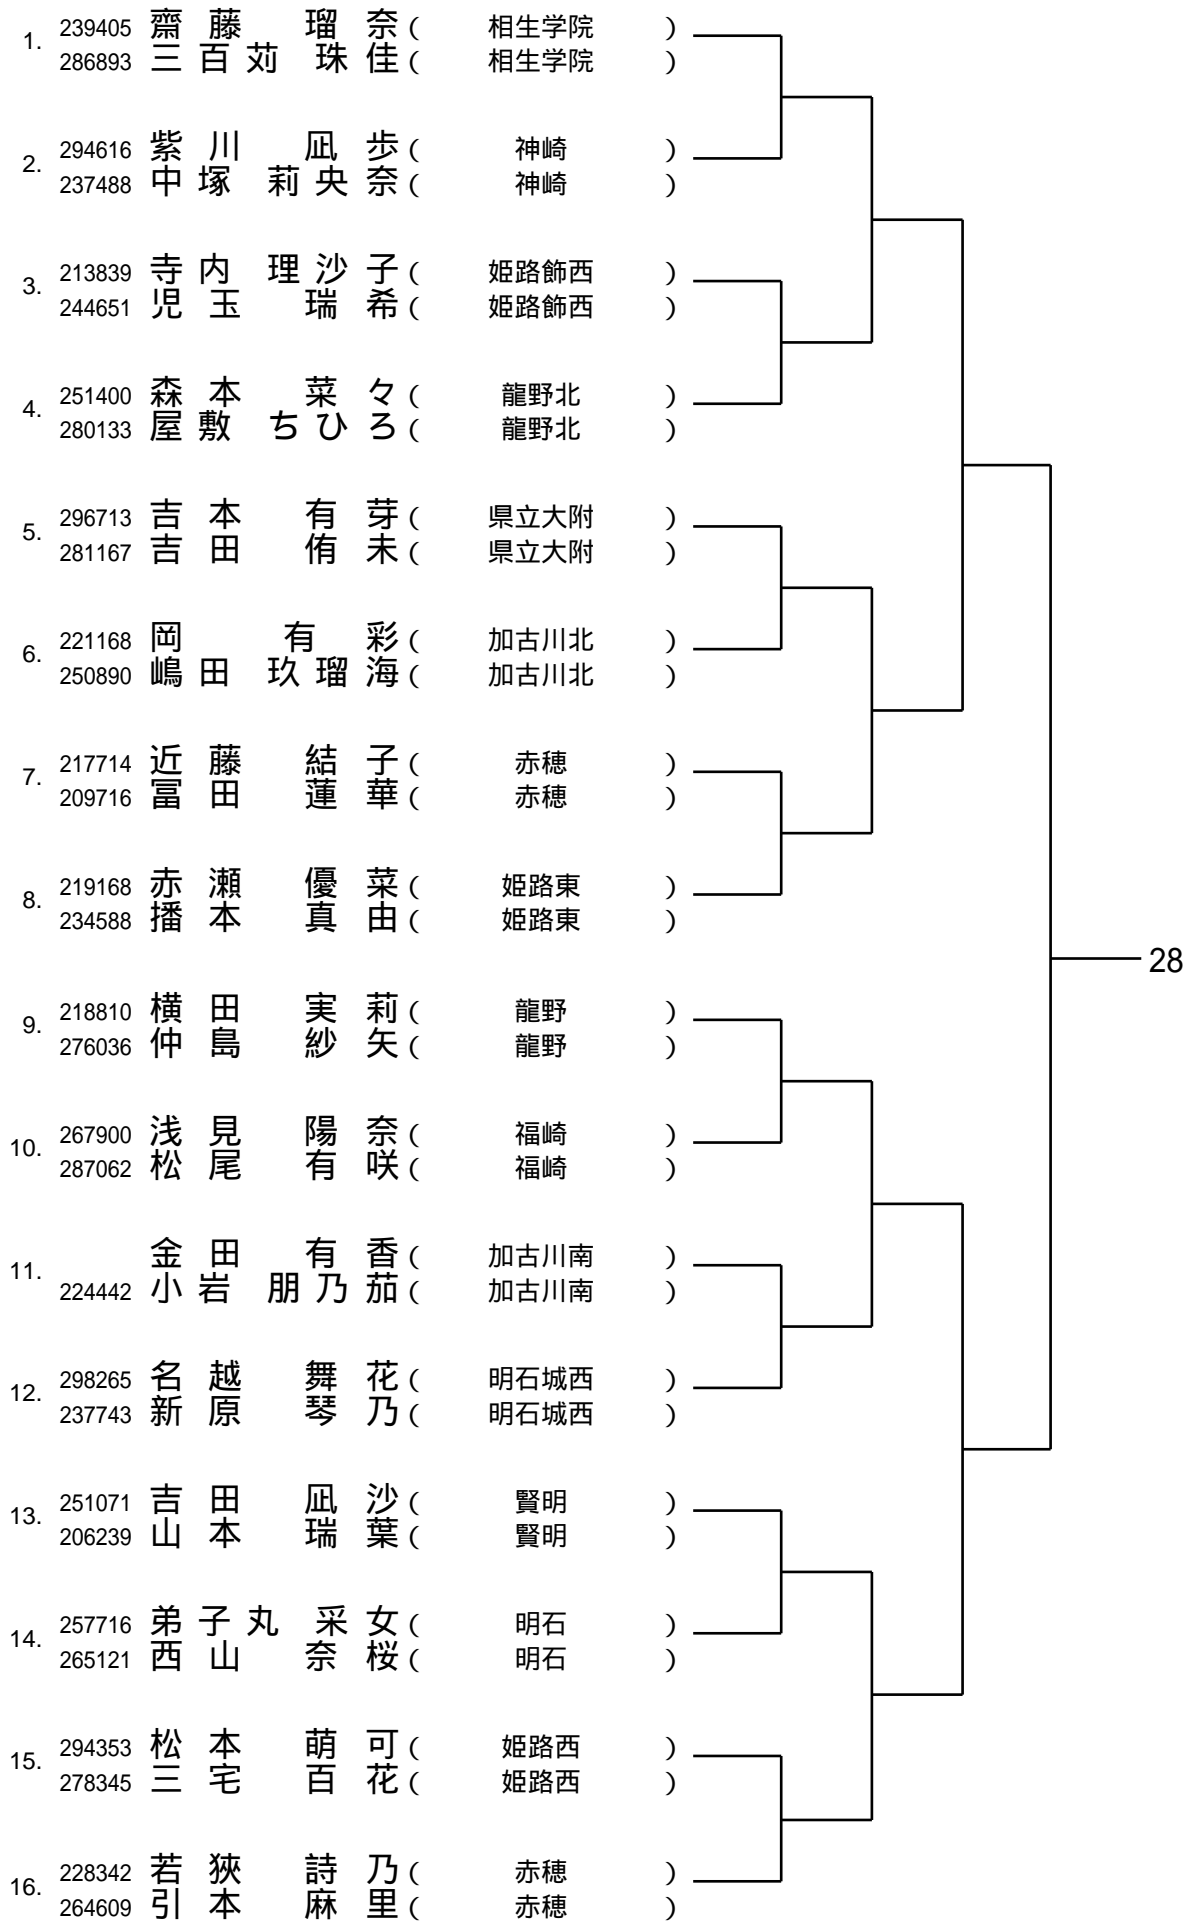 1. 239405 齋藤 瑠奈 ( 相生学院 )
286893 三百苅 珠佳 ( 相生学院 )
2. 294616 紫川 凪歩 ( 神崎 )
237488 中塚 莉央奈 ( 神崎 )
3. 213839 寺内 理沙子 ( 姫路飾西 )
244651 児玉 瑞希 ( 姫路飾西 )
4. 251400 森本 菜々 ( 龍野北 )
280133 屋敷 ちひろ ( 龍野北 )
5. 296713 吉本 有芽 ( 県立大附 )
281167 吉田 侑未 ( 県立大附 )
6. 221168 岡 有彩 ( 加古川北 )
250890 嶋田 玖瑠海 ( 加古川北 )
7. 217714 近藤 結子 ( 赤穂 )
209716 冨田 蓮華 ( 赤穂 )
8. 219168 赤瀬 優菜 ( 姫路東 )
234588 播本 真由 ( 姫路東 )
28
9. 218810 横田 実莉 ( 龍野 )
276036 仲島 紗矢 ( 龍野 )
10. 267900 浅見 陽奈 ( 福崎 )
287062 松尾 有咲 ( 福崎 )
11. 金田 有香 ( 加古川南 )
224442 小岩 朋乃茄 ( 加古川南 )
12. 298265 名越 舞花 ( 明石城西 )
237743 新原 琴乃 ( 明石城西 )
13. 251071 吉田 凪沙 ( 賢明 )
206239 山本 瑞葉 ( 賢明 )
14. 257716 弟子丸 采女 ( 明石 )
265121 西山 奈桜 ( 明石 )
15. 294353 松本 萌可 ( 姫路西 )
278345 三宅 百花 ( 姫路西 )
16. 228342 若狹 詩乃 ( 赤穂 )
264609 引本 麻里 ( 赤穂 )